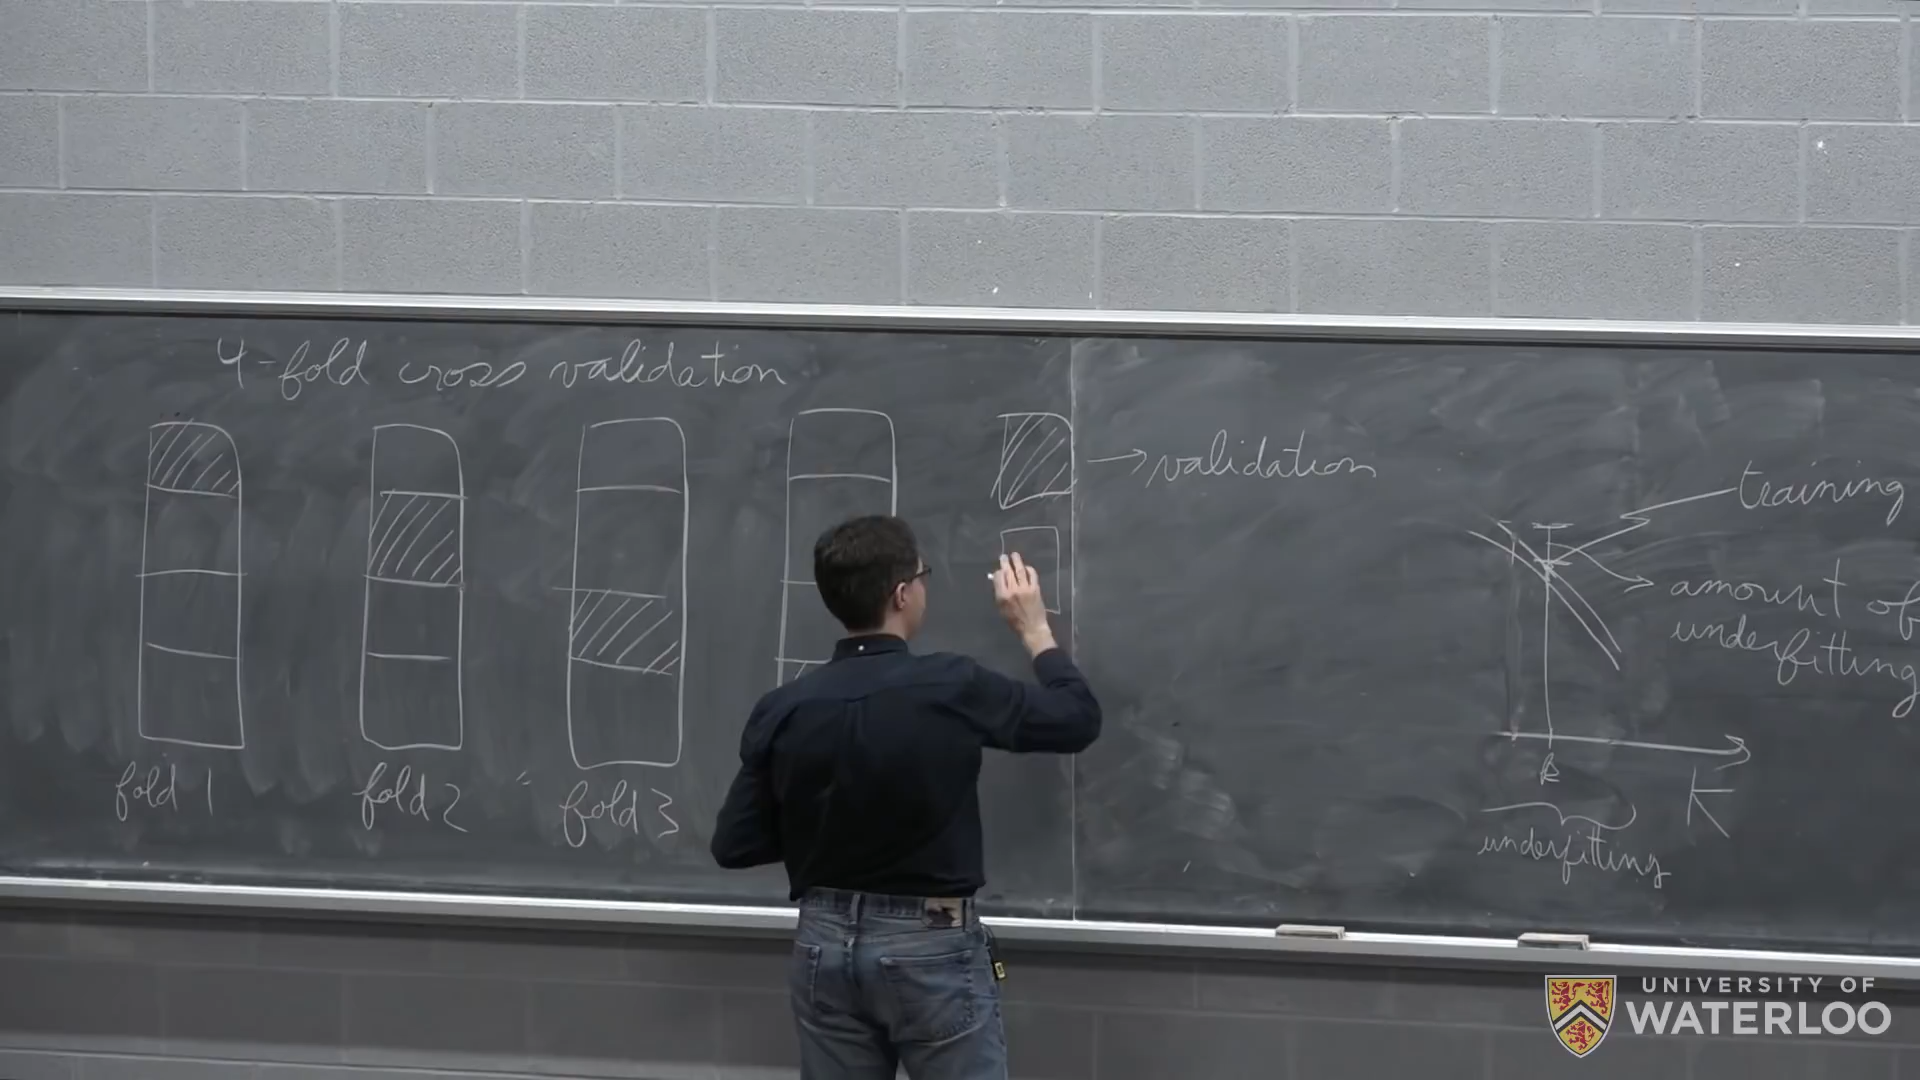 4-fold cross validation
validation
training
amount of
underfitting
fold 1
fold 2
fold 3
k
K
underfitting
UNIVERSITY OF
WATERLOO